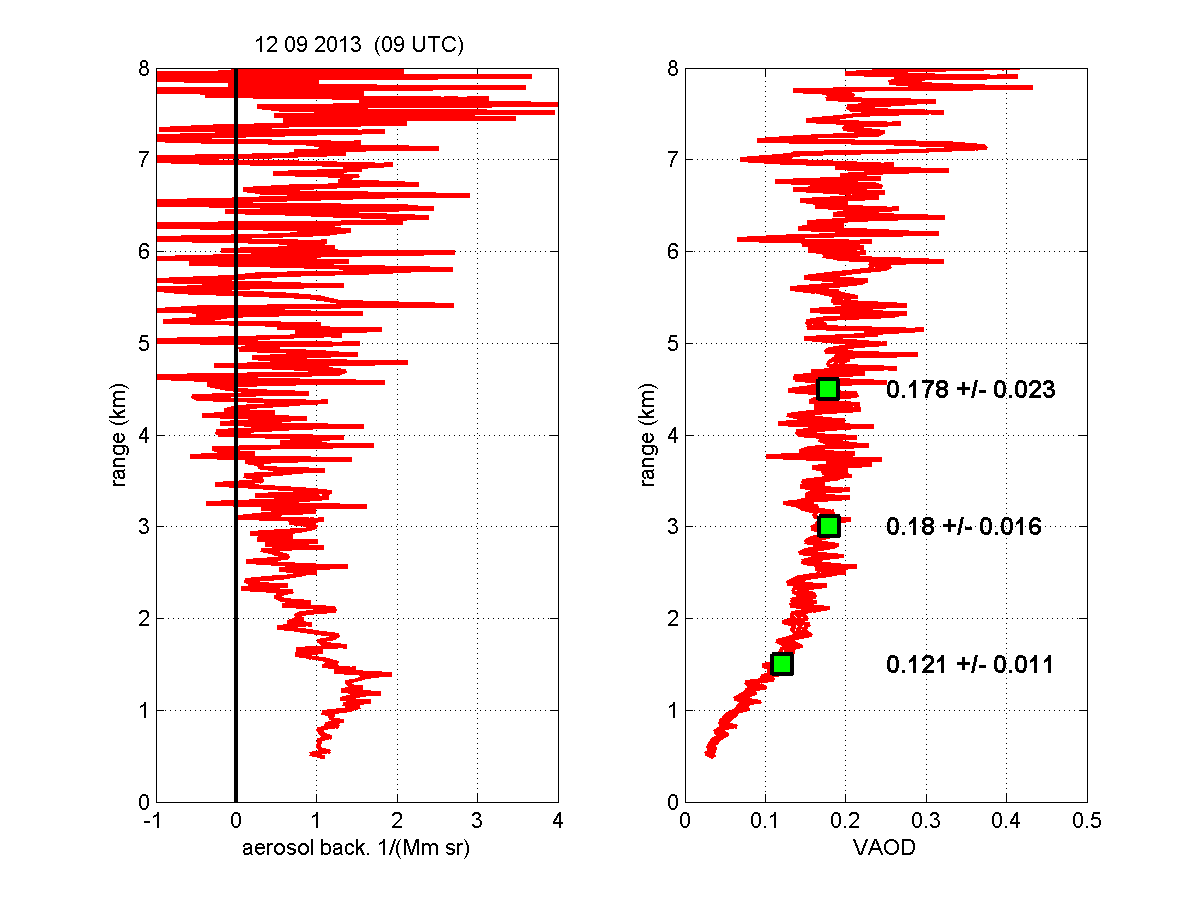 12 09 2013  (09 UTC)
8
7
6
5
4
3
2
1
0
range (km)
-1 0 1 2 3 4
aerosol back. 1/(Mm sr)
8
7
6
5
4
3
2
1
0
range (km)
0.178 +/- 0.023
0.18 +/- 0.016
0.121 +/- 0.011
0 0.1 0.2 0.3 0.4 0.5
VAOD